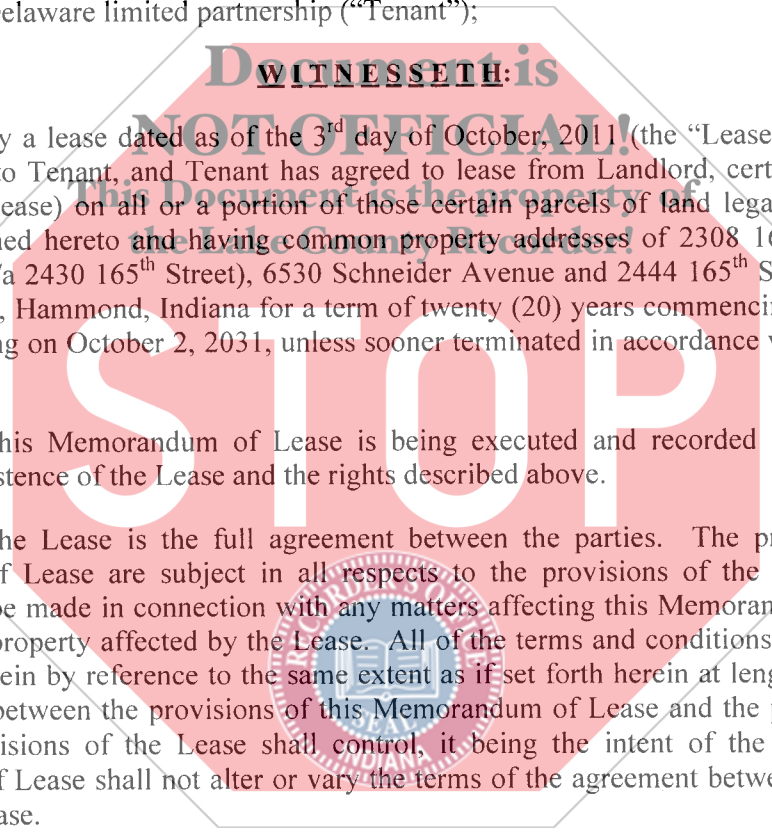 elaware limited partnership (“Tenant”);
Document is
WITNESSETH:
NOT OFFICIAL!
y a lease dated as of the 3rd day of October, 2011 (the “Lease
to Tenant, and Tenant has agreed to lease from Landlord, cert
This Document is the property of
ease) on all or a portion of those certain parcels of land lega
the Lake County Recorder!
ned hereto and having common property addresses of 2308 16
/a 2430 165th Street), 6530 Schneider Avenue and 2444 165th S
, Hammond, Indiana for a term of twenty (20) years commenci
ng on October 2, 2031, unless sooner terminated in accordance v
STOP
his Memorandum of Lease is being executed and recorded
stence of the Lease and the rights described above.
he Lease is the full agreement between the parties. The pr
f Lease are subject in all respects to the provisions of the
be made in connection with any matters affecting this Memoran
property affected by the Lease. All of the terms and conditions
ein by reference to the same extent as if set forth herein at leng
between the provisions of this Memorandum of Lease and the p
isions of the Lease shall control, it being the intent of the
f Lease shall not alter or vary the terms of the agreement betwe
ase.
RECORDER'S OFFICE
SEAL
INDIANA